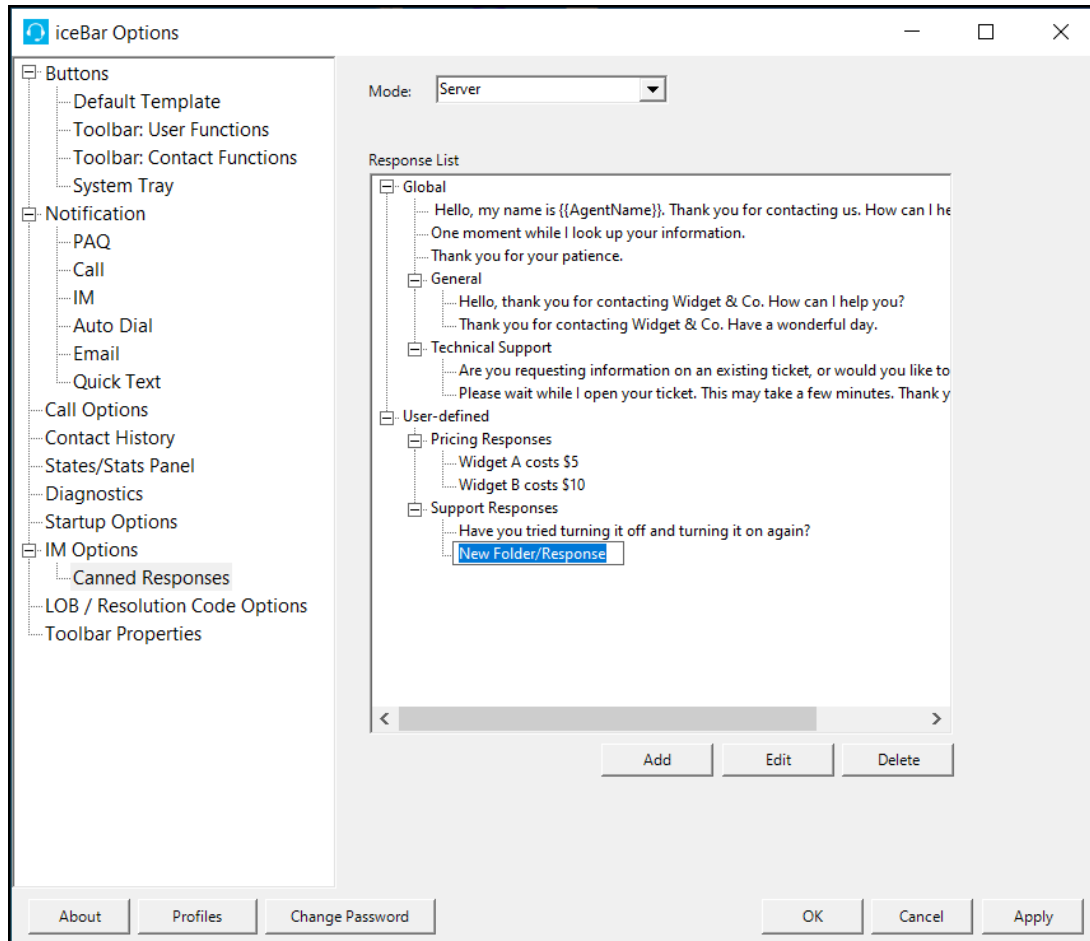 iceBar Options
Buttons
Default Template
Toolbar: User Functions
Toolbar: Contact Functions
System Tray
Notification
PAQ
Call
IM
Auto Dial
Email
Quick Text
Call Options
Contact History
States/Stats Panel
Diagnostics
Startup Options
IM Options
Canned Responses
LOB / Resolution Code Options
Toolbar Properties
Mode: Server
Response List
Global
Hello, my name is {{AgentName}}. Thank you for contacting us. How can I he
One moment while I look up your information.
Thank you for your patience.
General
Hello, thank you for contacting Widget & Co. How can I help you?
Thank you for contacting Widget & Co. Have a wonderful day.
Technical Support
Are you requesting information on an existing ticket, or would you like to
Please wait while I open your ticket. This may take a few minutes. Thank y
User-defined
Pricing Responses
Widget A costs $5
Widget B costs $10
Support Responses
Have you tried turning it off and turning it on again?
New Folder/Response
Add Edit Delete
About Profiles Change Password OK Cancel Apply